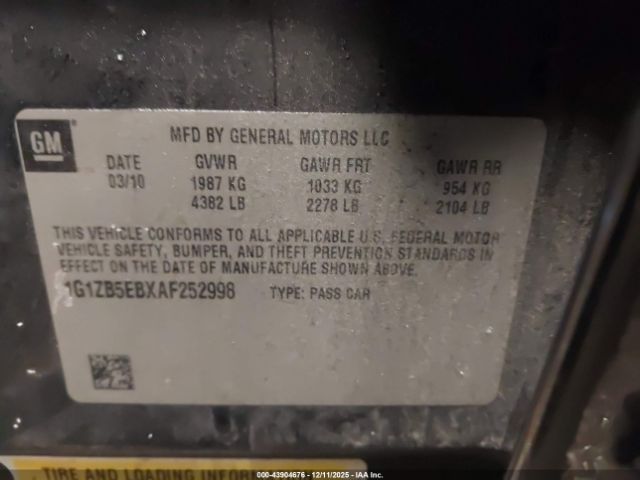 GM
MFD BY GENERAL MOTORS LLC
DATE GVWR GAWR FRT GAWR RR
03/10 1987 KG 1033 KG 954 KG
4382 LB 2278 LB 2104 LB
THIS VEHICLE CONFORMS TO ALL APPLICABLE U.S. FEDERAL MOTOR
VEHICLE SAFETY, BUMPER, AND THEFT PREVENTION STANDARDS IN
EFFECT ON THE DATE OF MANUFACTURE SHOWN ABOVE.
1G1ZB5EBXAF252998 TYPE: PASS CAR
TIRE AND LOADING INFORMATION
000-43904676 - 12/11/2025 - IAA Inc.